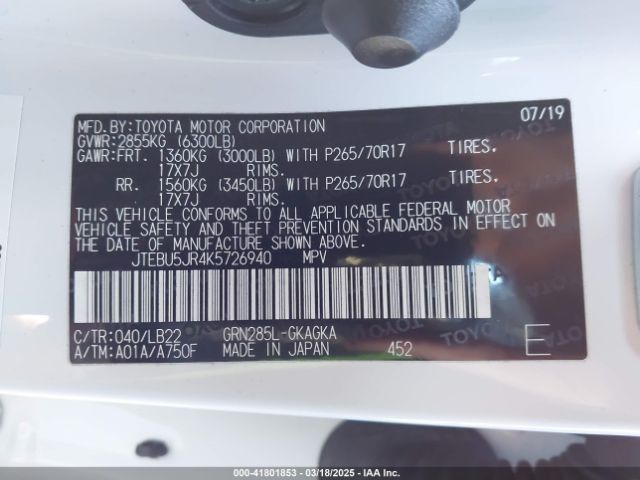 07/19
MFD.BY:TOYOTA MOTOR CORPORATION
GVWR:2855KG (6300LB)
GAWR:FRT. 1360KG (3000LB) WITH P265/70R17 TIRES.
17X7J RIMS.
RR. 1560KG (3450LB) WITH P265/70R17 TIRES.
17X7J RIMS.
THIS VEHICLE CONFORMS TO ALL APPLICABLE FEDERAL MOTOR
VEHICLE SAFETY AND THEFT PREVENTION STANDARDS IN EFFECT ON
THE DATE OF MANUFACTURE SHOWN ABOVE.
JTEBU5JR4K5726940 MPV
C/TR:040/LB22 GRN285L-GKAGKA
A/TM:A01A/A750F MADE IN JAPAN 452 E
000-41801853 - 03/18/2025 - IAA Inc.